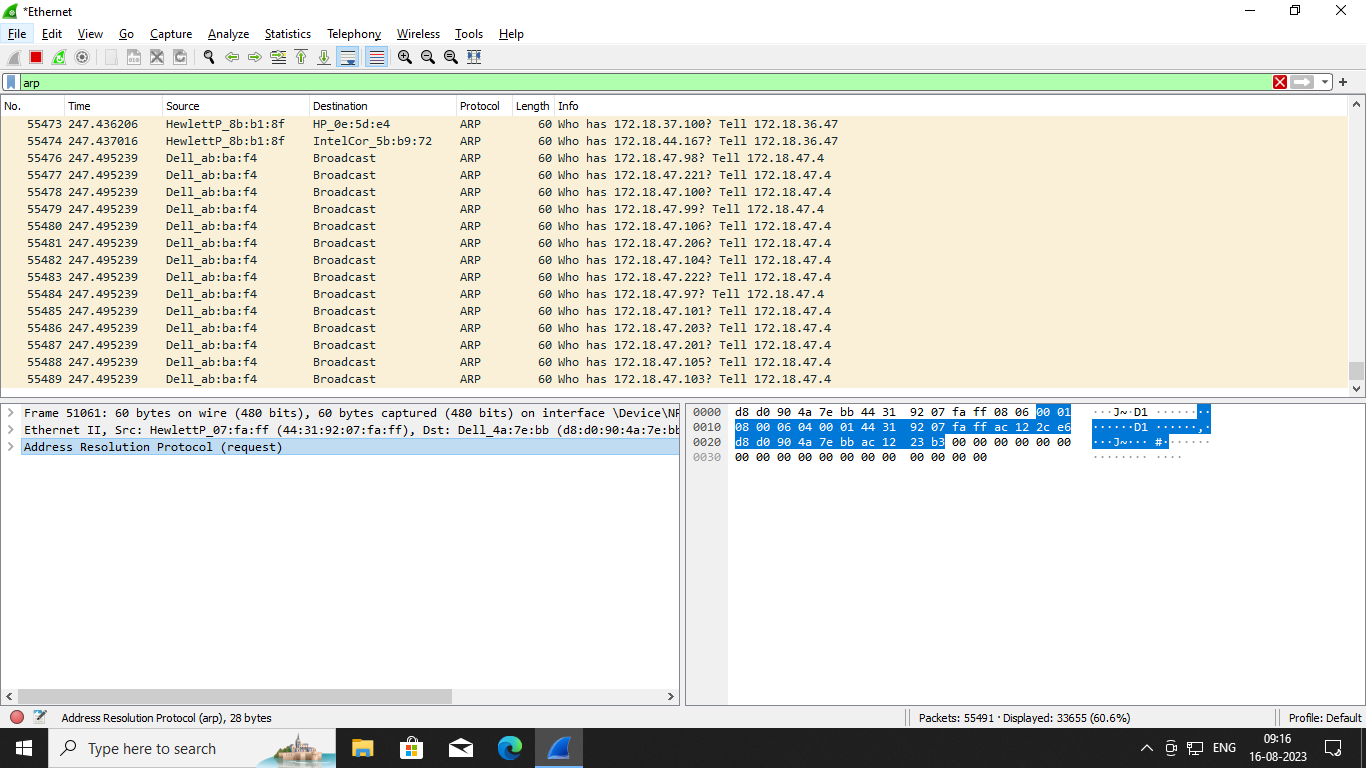 *Ethernet
File Edit View Go Capture Analyze Statistics Telephony Wireless Tools Help
arp
No. Time Source Destination Protocol Length Info
55473 247.436206 HewlettP_8b:b1:8f HP_0e:5d:e4 ARP 60 Who has 172.18.37.100? Tell 172.18.36.47
55474 247.437016 HewlettP_8b:b1:8f IntelCor_5b:b9:72 ARP 60 Who has 172.18.44.167? Tell 172.18.36.47
55476 247.495239 Dell_ab:ba:f4 Broadcast ARP 60 Who has 172.18.47.98? Tell 172.18.47.4
55477 247.495239 Dell_ab:ba:f4 Broadcast ARP 60 Who has 172.18.47.221? Tell 172.18.47.4
55478 247.495239 Dell_ab:ba:f4 Broadcast ARP 60 Who has 172.18.47.100? Tell 172.18.47.4
55479 247.495239 Dell_ab:ba:f4 Broadcast ARP 60 Who has 172.18.47.99? Tell 172.18.47.4
55480 247.495239 Dell_ab:ba:f4 Broadcast ARP 60 Who has 172.18.47.106? Tell 172.18.47.4
55481 247.495239 Dell_ab:ba:f4 Broadcast ARP 60 Who has 172.18.47.206? Tell 172.18.47.4
55482 247.495239 Dell_ab:ba:f4 Broadcast ARP 60 Who has 172.18.47.104? Tell 172.18.47.4
55483 247.495239 Dell_ab:ba:f4 Broadcast ARP 60 Who has 172.18.47.222? Tell 172.18.47.4
55484 247.495239 Dell_ab:ba:f4 Broadcast ARP 60 Who has 172.18.47.97? Tell 172.18.47.4
55485 247.495239 Dell_ab:ba:f4 Broadcast ARP 60 Who has 172.18.47.101? Tell 172.18.47.4
55486 247.495239 Dell_ab:ba:f4 Broadcast ARP 60 Who has 172.18.47.203? Tell 172.18.47.4
55487 247.495239 Dell_ab:ba:f4 Broadcast ARP 60 Who has 172.18.47.201? Tell 172.18.47.4
55488 247.495239 Dell_ab:ba:f4 Broadcast ARP 60 Who has 172.18.47.105? Tell 172.18.47.4
55489 247.495239 Dell_ab:ba:f4 Broadcast ARP 60 Who has 172.18.47.103? Tell 172.18.47.4
Frame 51061: 60 bytes on wire (480 bits), 60 bytes captured (480 bits) on interface \Device\NP
Ethernet II, Src: HewlettP_07:fa:ff (44:31:92:07:fa:ff), Dst: Dell_4a:7e:bb (d8:d0:90:4a:7e:bb
Address Resolution Protocol (request)
0000 d8 d0 90 4a 7e bb 44 31 92 07 fa ff 08 06 00 01 ···J~·D1 ········
0010 08 00 06 04 00 01 44 31 92 07 fa ff ac 12 2c e6 ······D1 ······,·
0020 d8 d0 90 4a 7e bb ac 12 23 b3 00 00 00 00 00 00 ···J~··· #·······
0030 00 00 00 00 00 00 00 00 00 00 00 00 ········ ····
Address Resolution Protocol (arp), 28 bytes
Packets: 55491 · Displayed: 33655 (60.6%)
Profile: Default
Type here to search
ENG
09:16
16-08-2023